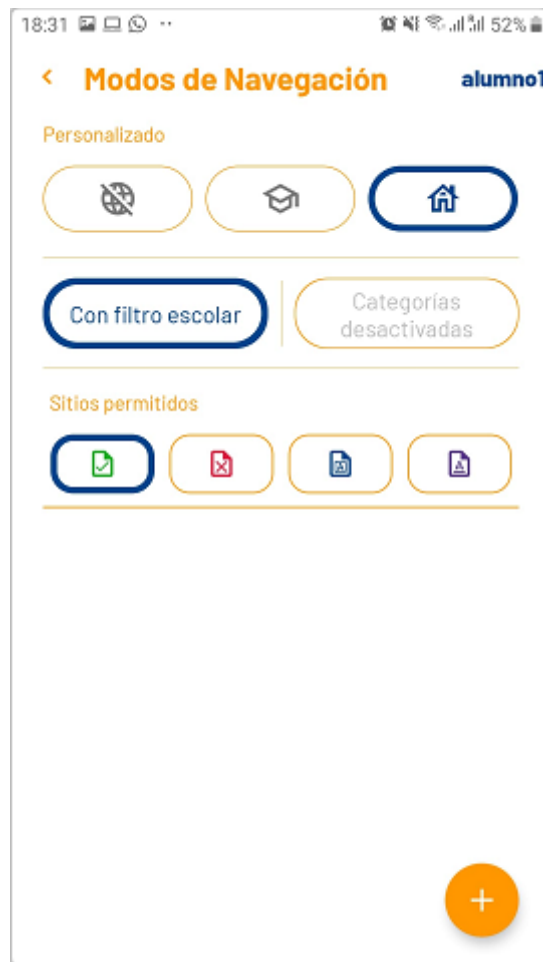 18:31 52%
Modos de Navegación alumno1
Personalizado
Con filtro escolar
Categorías
desactivadas
Sitios permitidos